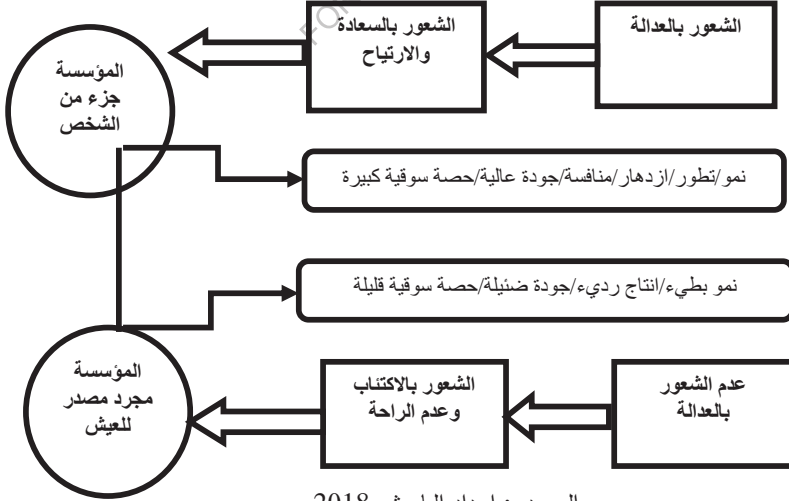 الشعور بالعدالة
الشعور بالسعادة
والارتياح
المؤسسة
جزء من
الشخص
نمو/تطور/ازدهار/منافسة/جودة عالية/حصة سوقية كبيرة
نمو بطيء/انتاج رديء/جودة ضئيلة/حصة سوقية قليلة
عدم الشعور
بالعدالة
الشعور بالاكتئاب
وعدم الراحة
المؤسسة
مجرد مصدر
للعيش
2018